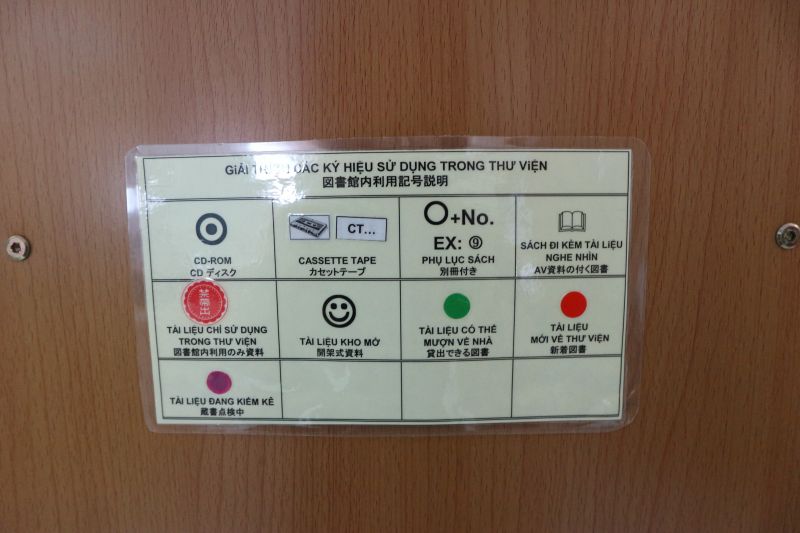 GiẢI CÁC KÝ HIỆU SỬ DỤNG TRONG THƯ ViỆN
図書館内利用記号説明
CD-ROM
CD ディスク
CT...
CASSETTE TAPE
カセットテープ
O+No.
EX: ⑨
PHỤ LỤC SÁCH
別冊付き
SÁCH ĐI KÈM TÀI LiỆU
NGHE NHÌN
AV資料の付く図書
禁帯出
TÀI LiỆU CHỈ SỬ DỤNG
TRONG THƯ ViỆN
図書館内利用のみ資料
TÀI LiỆU KHO MỞ
開架式資料
TÀI LiỆU CÓ THỂ
MƯỢN VỀ NHÀ
貸出できる図書
TÀI LiỆU
MỚI VỀ THƯ ViỆN
新着図書
TÀI LiỆU ĐANG KIỂM KÊ
蔵書点検中